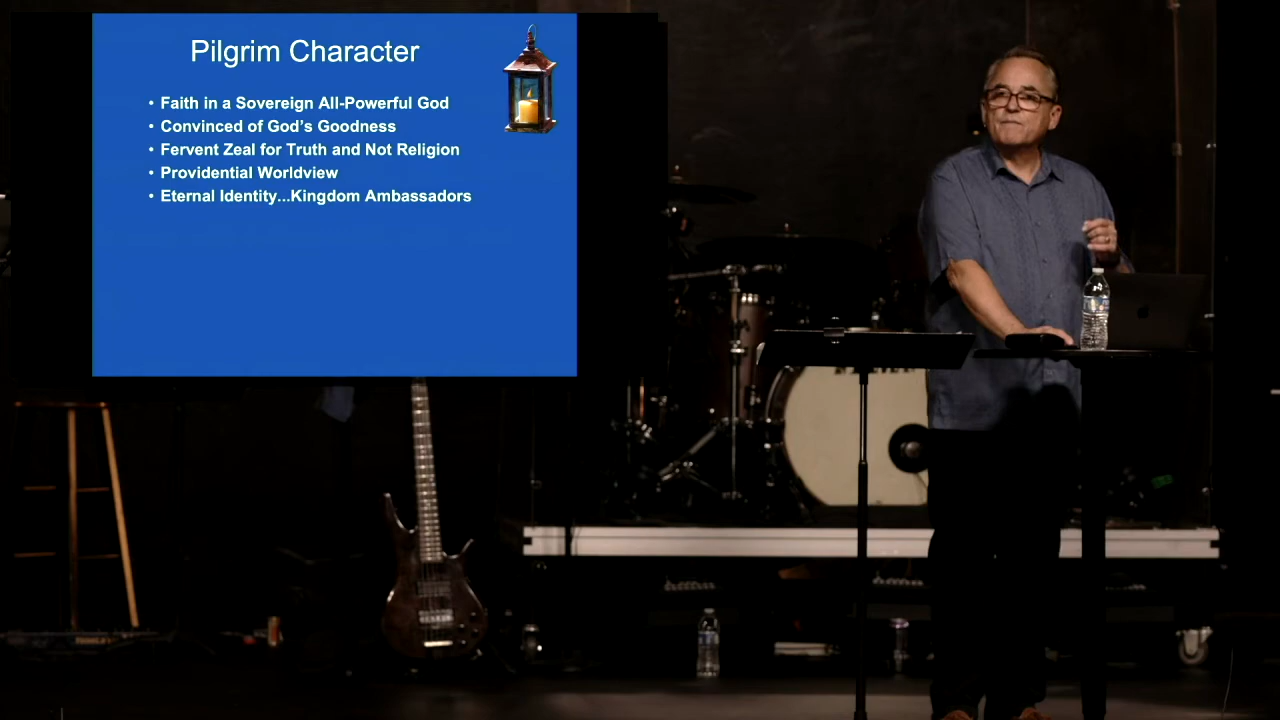 Pilgrim Character
• Faith in a Sovereign All-Powerful God
• Convinced of God's Goodness
• Fervent Zeal for Truth and Not Religion
• Providential Worldview
• Eternal Identity...Kingdom Ambassadors